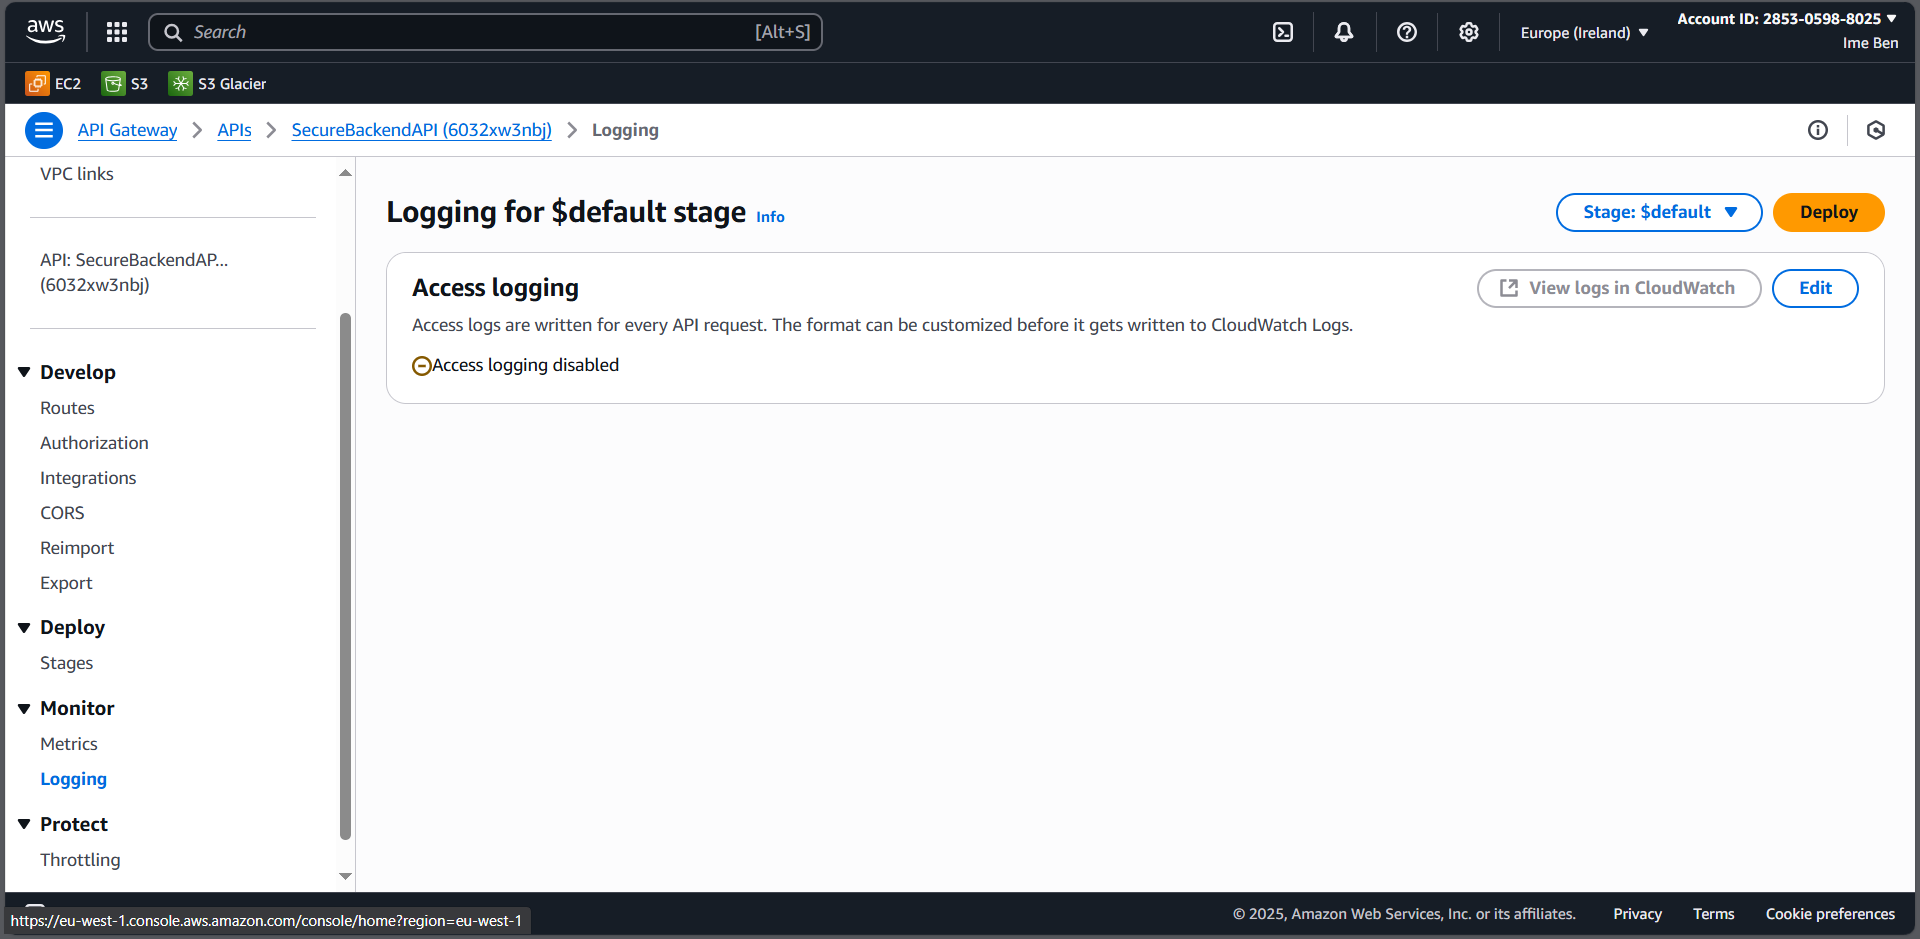 aws
Search [Alt+S]
Europe (Ireland)
Account ID: 2853-0598-8025
Ime Ben
EC2 S3 S3 Glacier
API Gateway APIs SecureBackendAPI (6032xw3nbj) Logging
VPC links
API: SecureBackendAP...
(6032xw3nbj)
Develop
Routes
Authorization
Integrations
CORS
Reimport
Export
Deploy
Stages
Monitor
Metrics
Logging
Protect
Throttling
Logging for $default stage Info
Stage: $default
Deploy
Access logging
View logs in CloudWatch
Edit
Access logs are written for every API request. The format can be customized before it gets written to CloudWatch Logs.
Access logging disabled
https://eu-west-1.console.aws.amazon.com/console/home?region=eu-west-1
© 2025, Amazon Web Services, Inc. or its affiliates. Privacy Terms Cookie preferences